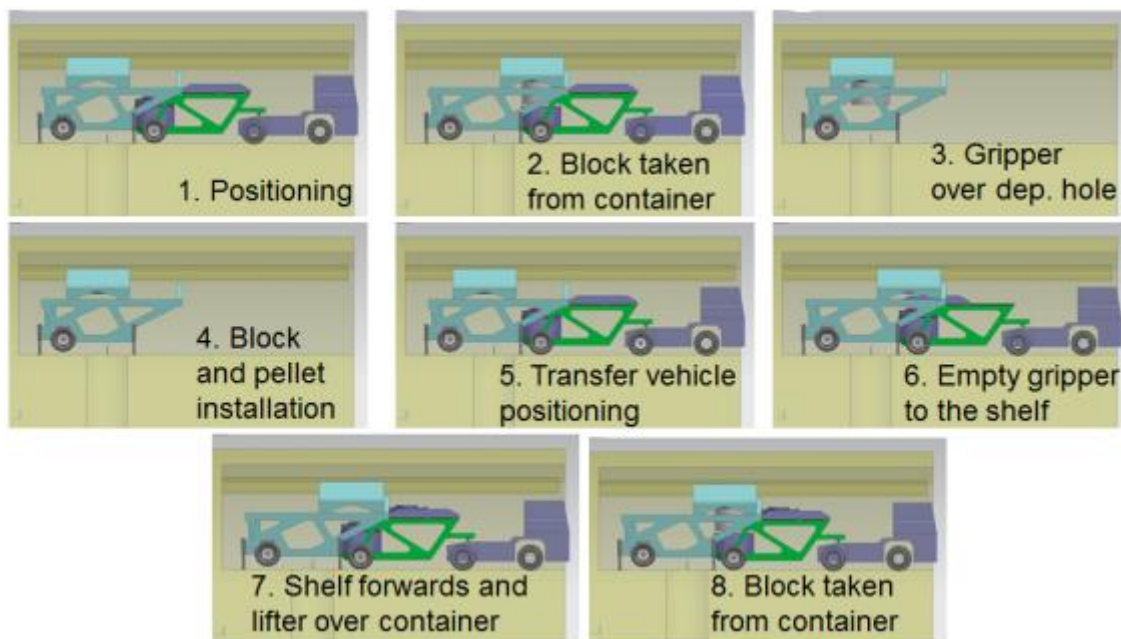 1. Positioning
2. Block taken
from container
3. Gripper
over dep. hole
4. Block
and pellet
installation
5. Transfer vehicle
positioning
6. Empty gripper
to the shelf
7. Shelf forwards and
lifter over container
8. Block taken
from container